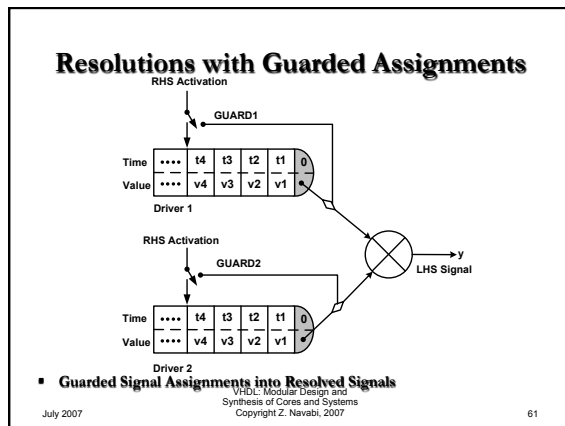 Resolutions with Guarded Assignments
RHS Activation
GUARD1
Time •••• t4 t3 t2 t1 0
Value •••• v4 v3 v2 v1
Driver 1
RHS Activation
GUARD2
y
LHS Signal
Time •••• t4 t3 t2 t1 0
Value •••• v4 v3 v2 v1
Driver 2
▪ Guarded Signal Assignments into Resolved Signals
July 2007
VHDL: Modular Design and
Synthesis of Cores and Systems
Copyright Z. Navabi, 2007
61